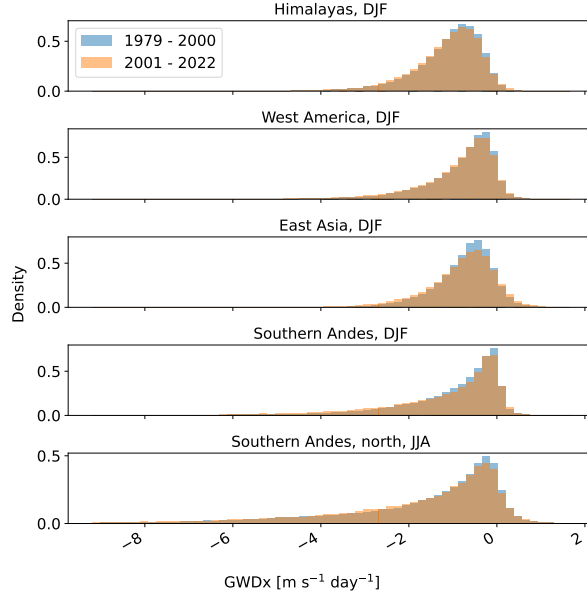 Himalayas, DJF
0.5
0.0
1979 - 2000
2001 - 2022
West America, DJF
0.5
0.0
East Asia, DJF
0.5
0.0
Density
Southern Andes, DJF
0.5
0.0
Southern Andes, north, JJA
0.5
0.0
−8 −6 −4 −2 0 2
GWDx [m s⁻¹ day⁻¹]